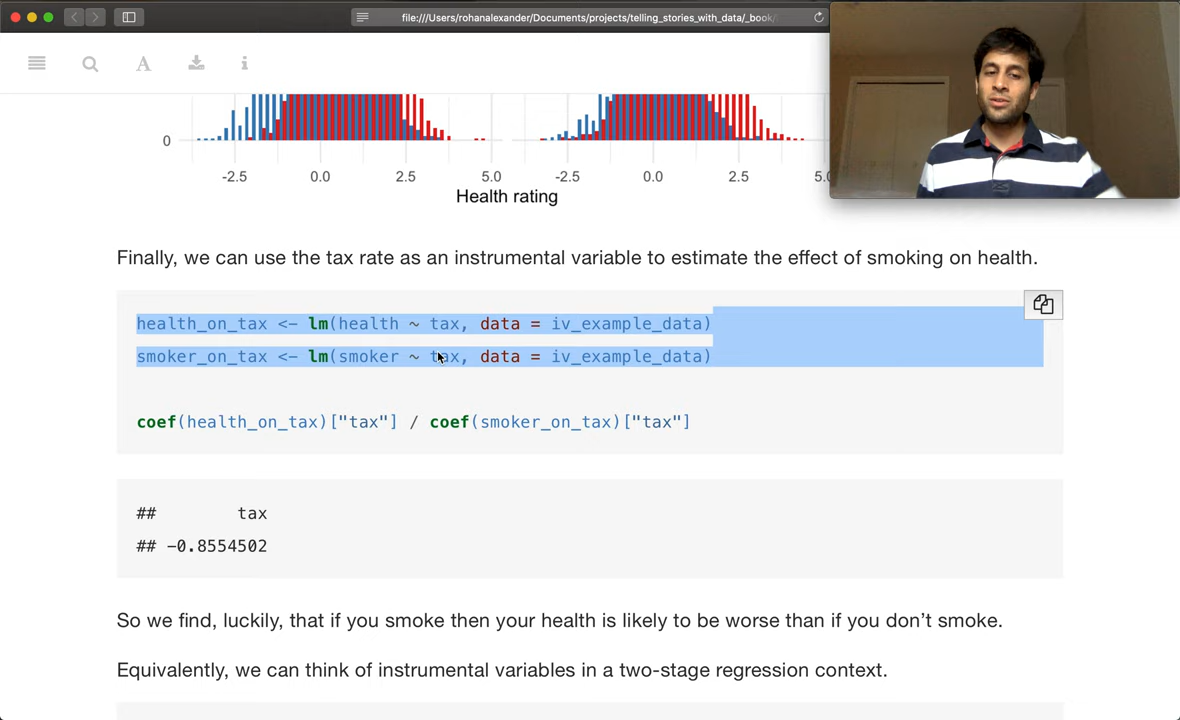 file:///Users/rohanalexander/Documents/projects/telling_stories_with_data/_book/
0
-2.5 0.0 2.5 5.0 -2.5 0.0 2.5 5.0
Health rating
Finally, we can use the tax rate as an instrumental variable to estimate the effect of smoking on health.
health_on_tax <- lm(health ~ tax, data = iv_example_data)
smoker_on_tax <- lm(smoker ~ tax, data = iv_example_data)
coef(health_on_tax)["tax"] / coef(smoker_on_tax)["tax"]
## tax
## -0.8554502
So we find, luckily, that if you smoke then your health is likely to be worse than if you don’t smoke.
Equivalently, we can think of instrumental variables in a two-stage regression context.